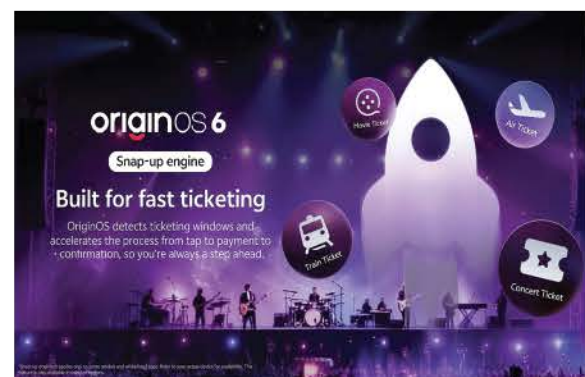 originOS 6
Snap-up engine
Built for fast ticketing
OriginOS detects ticketing windows and
accelerates the process from tap to payment to
confirmation, so you're always a step ahead.
Movie Ticket
Air Ticket
Train Ticket
Concert Ticket